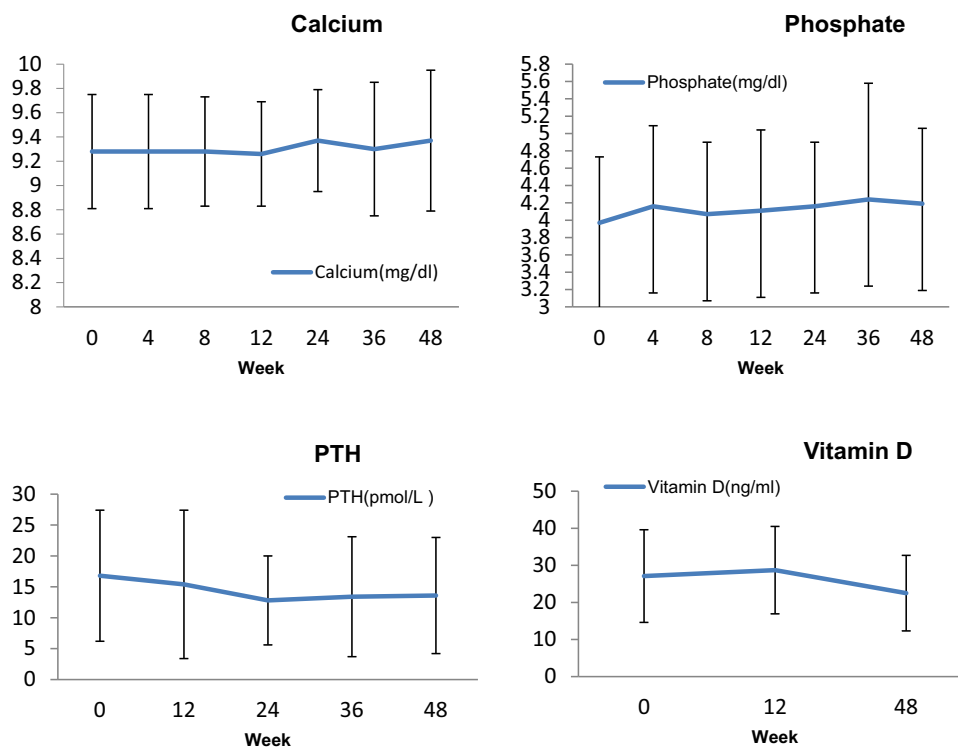 Calcium
10
9.8
9.6
9.4
9.2
9
8.8
8.6
8.4
8.2
8
Calcium(mg/dl)
0 4 8 12 24 36 48
Week
Phosphate
5.8
5.6
5.4
5.2
5
4.8
4.6
4.4
4.2
4
3.8
3.6
3.4
3.2
3
Phosphate(mg/dl)
0 4 8 12 24 36 48
Week
PTH
30
25
20
15
10
5
0
PTH(pmol/L )
0 12 24 36 48
Week
Vitamin D
50
40
30
20
10
0
Vitamin D(ng/ml)
0 12 48
Week